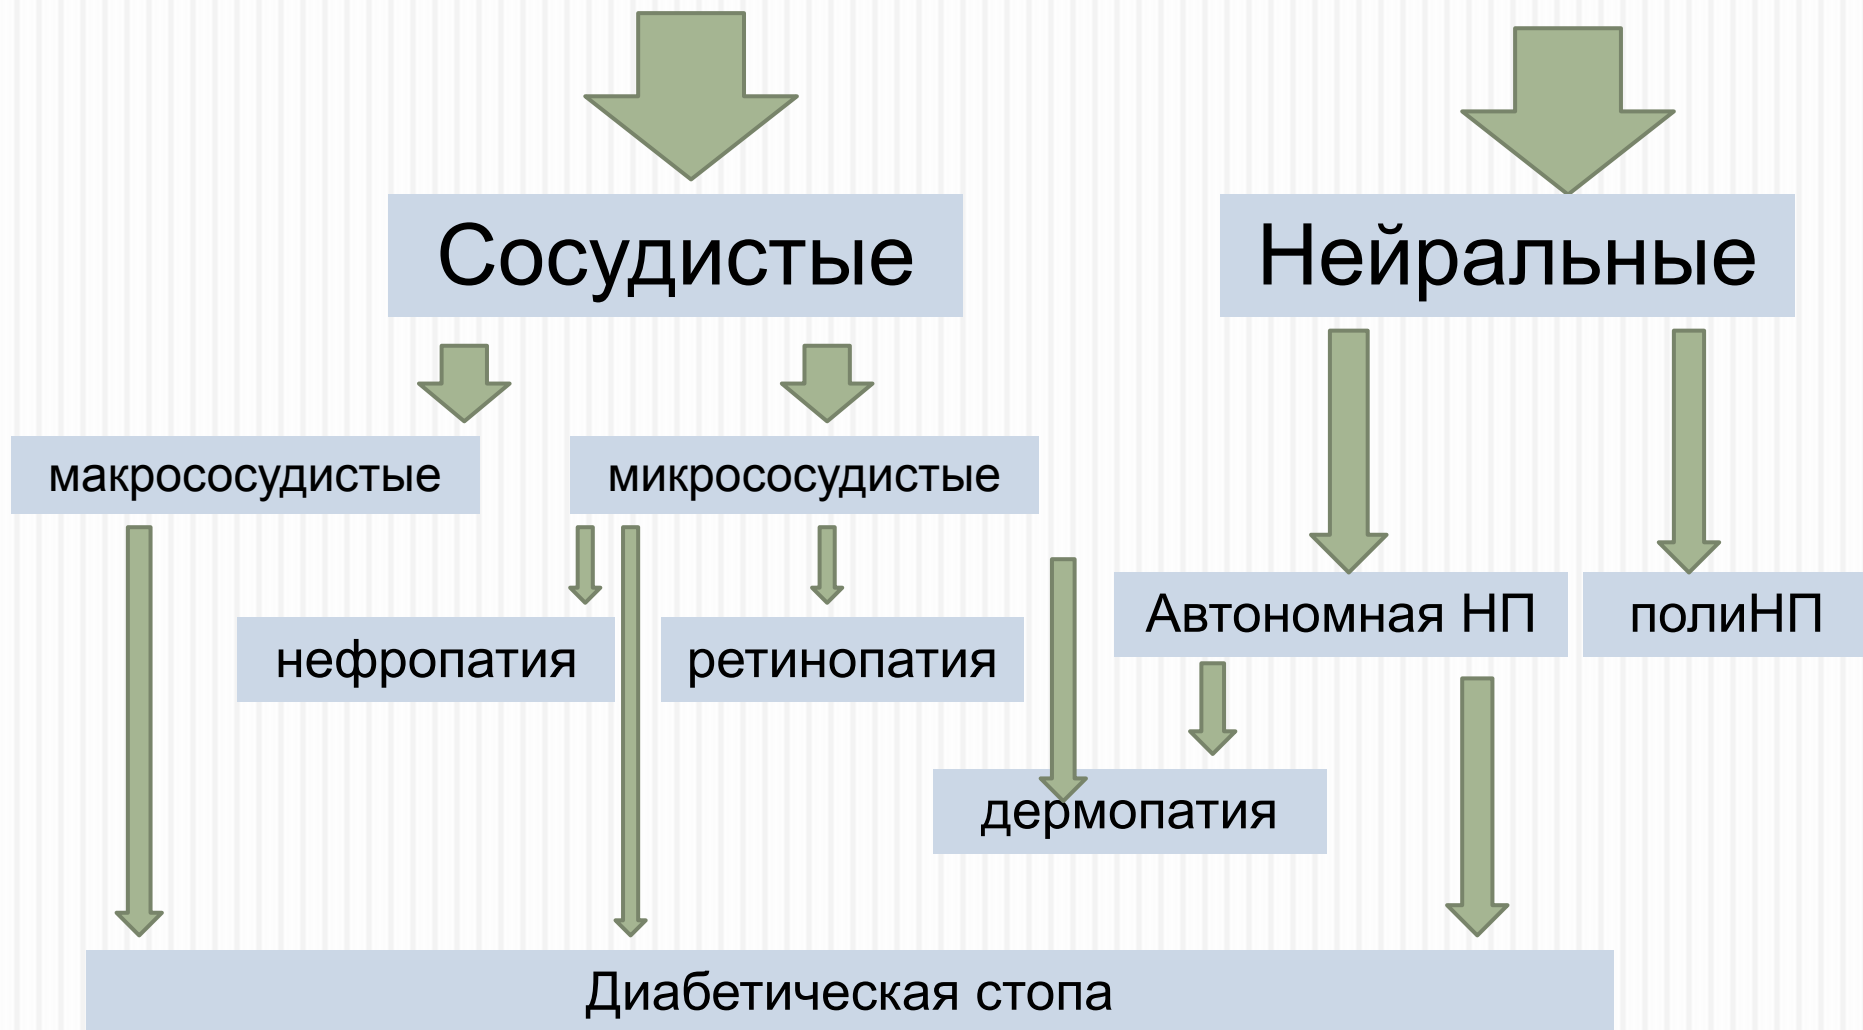 Сосудистые
Нейральные
макрососудистые
микрососудистые
Автономная НП
полиНП
нефропатия
ретинопатия
дермопатия
Диабетическая стопа